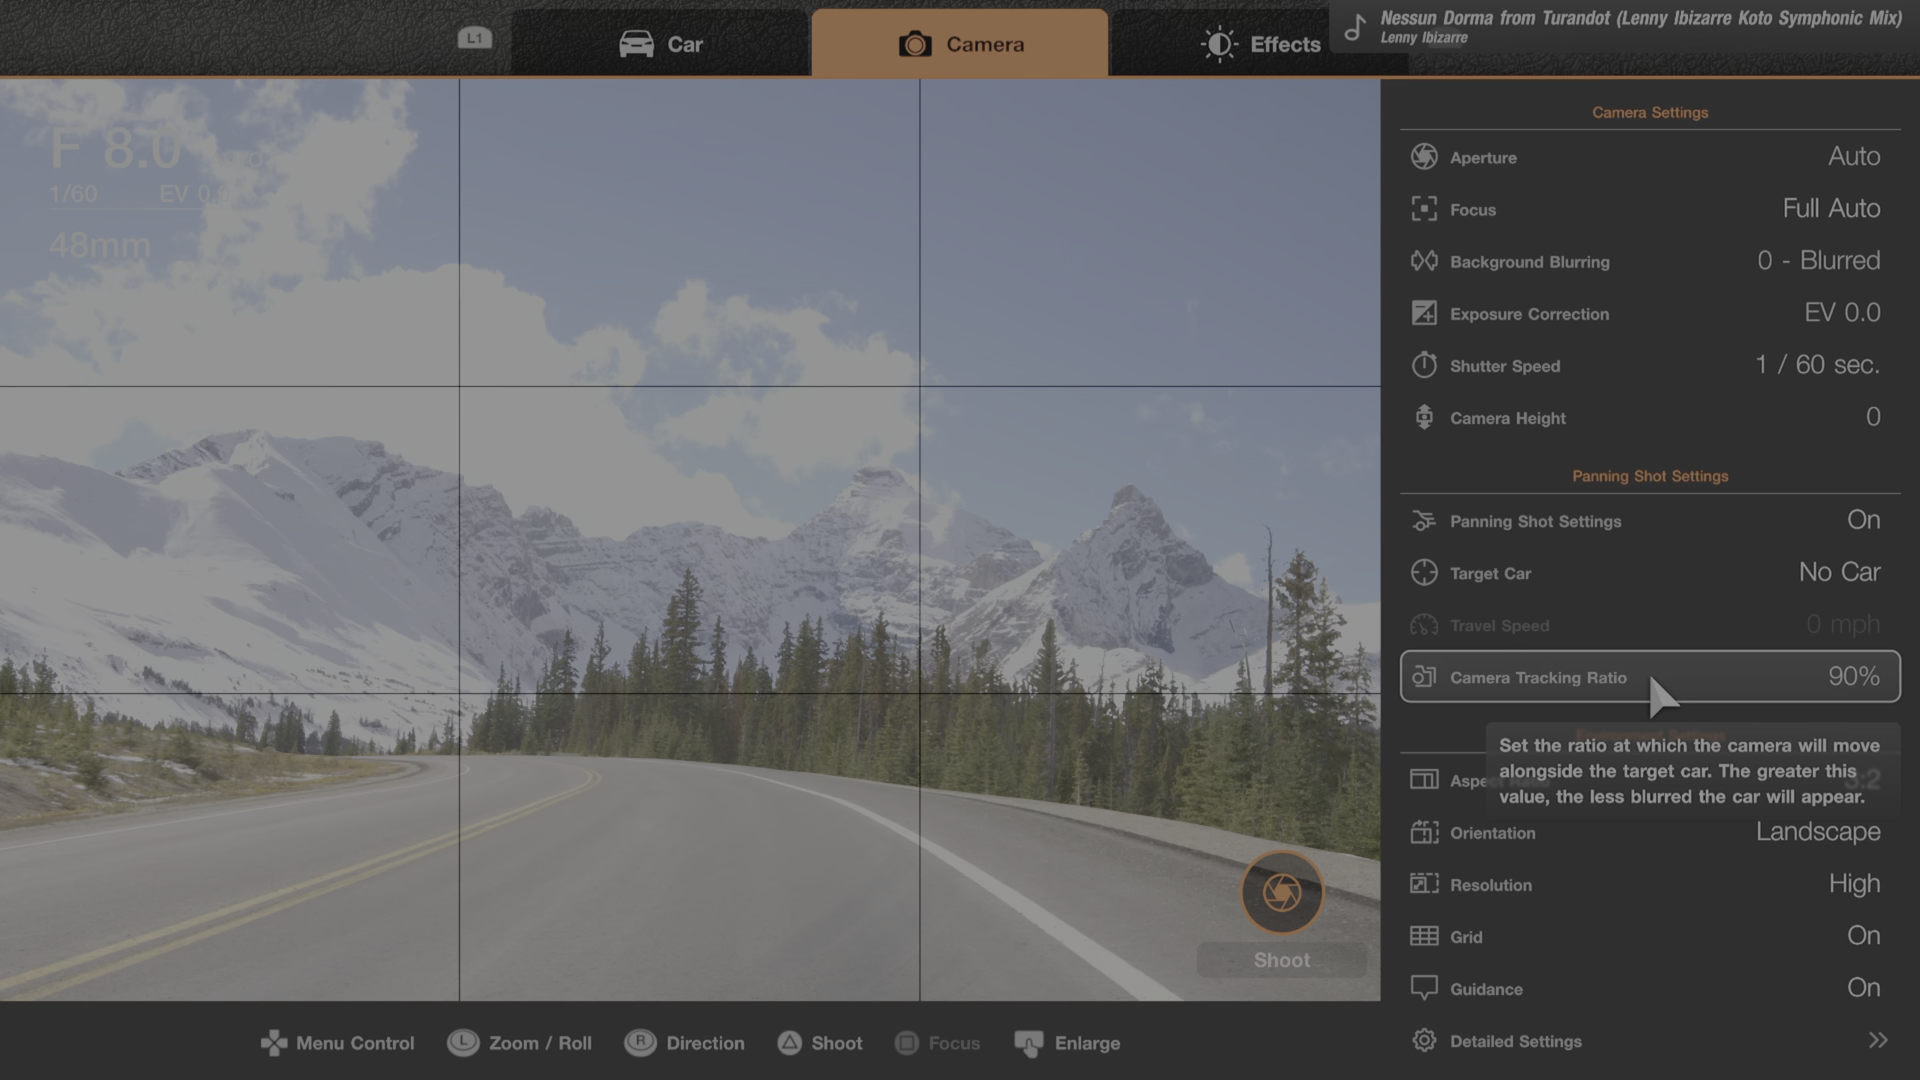 L1
Car
Camera
Effects
Nessun Dorma from Turandot (Lenny Ibizarre Koto Symphonic Mix)
Lenny Ibizarre
F 8.0
1/60 EV 0.
48mm
Camera Settings
Aperture Auto
Focus Full Auto
Background Blurring 0 - Blurred
Exposure Correction EV 0.0
Shutter Speed 1 / 60 sec.
Camera Height 0
Panning Shot Settings
Panning Shot Settings On
Target Car No Car
Travel Speed 0 mph
Camera Tracking Ratio 90%
Set the ratio at which the camera will move
alongside the target car. The greater this
value, the less blurred the car will appear.
Orientation Landscape
Resolution High
Grid On
Guidance On
Detailed Settings
Shoot
Menu Control
L Zoom / Roll
R Direction
Shoot
Focus
Enlarge